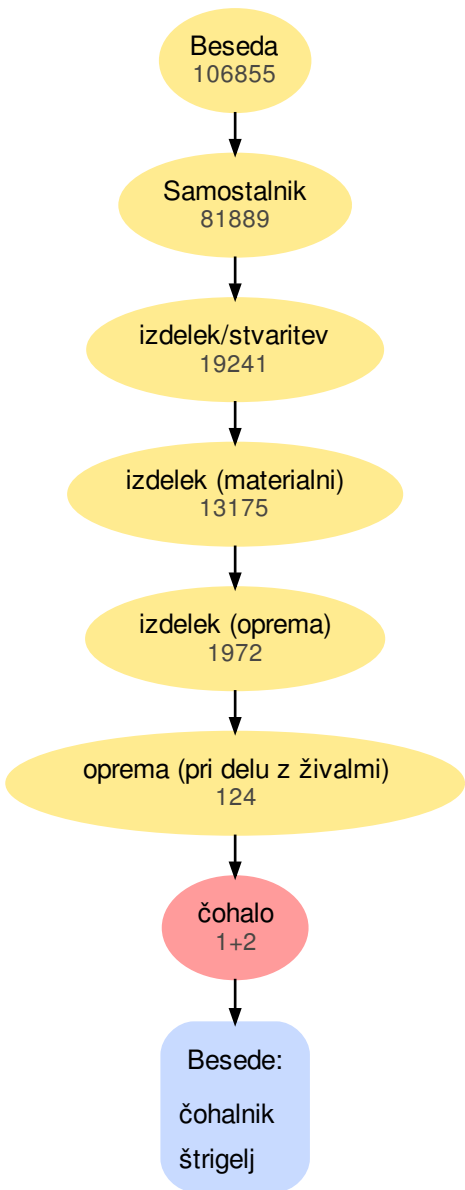 Beseda
106855
Samostalnik
81889
izdelek/stvaritev
19241
izdelek (materialni)
13175
izdelek (oprema)
1972
oprema (pri delu z živalmi)
124
čohalo
1+2
Besede:
čohalnik
štrigelj